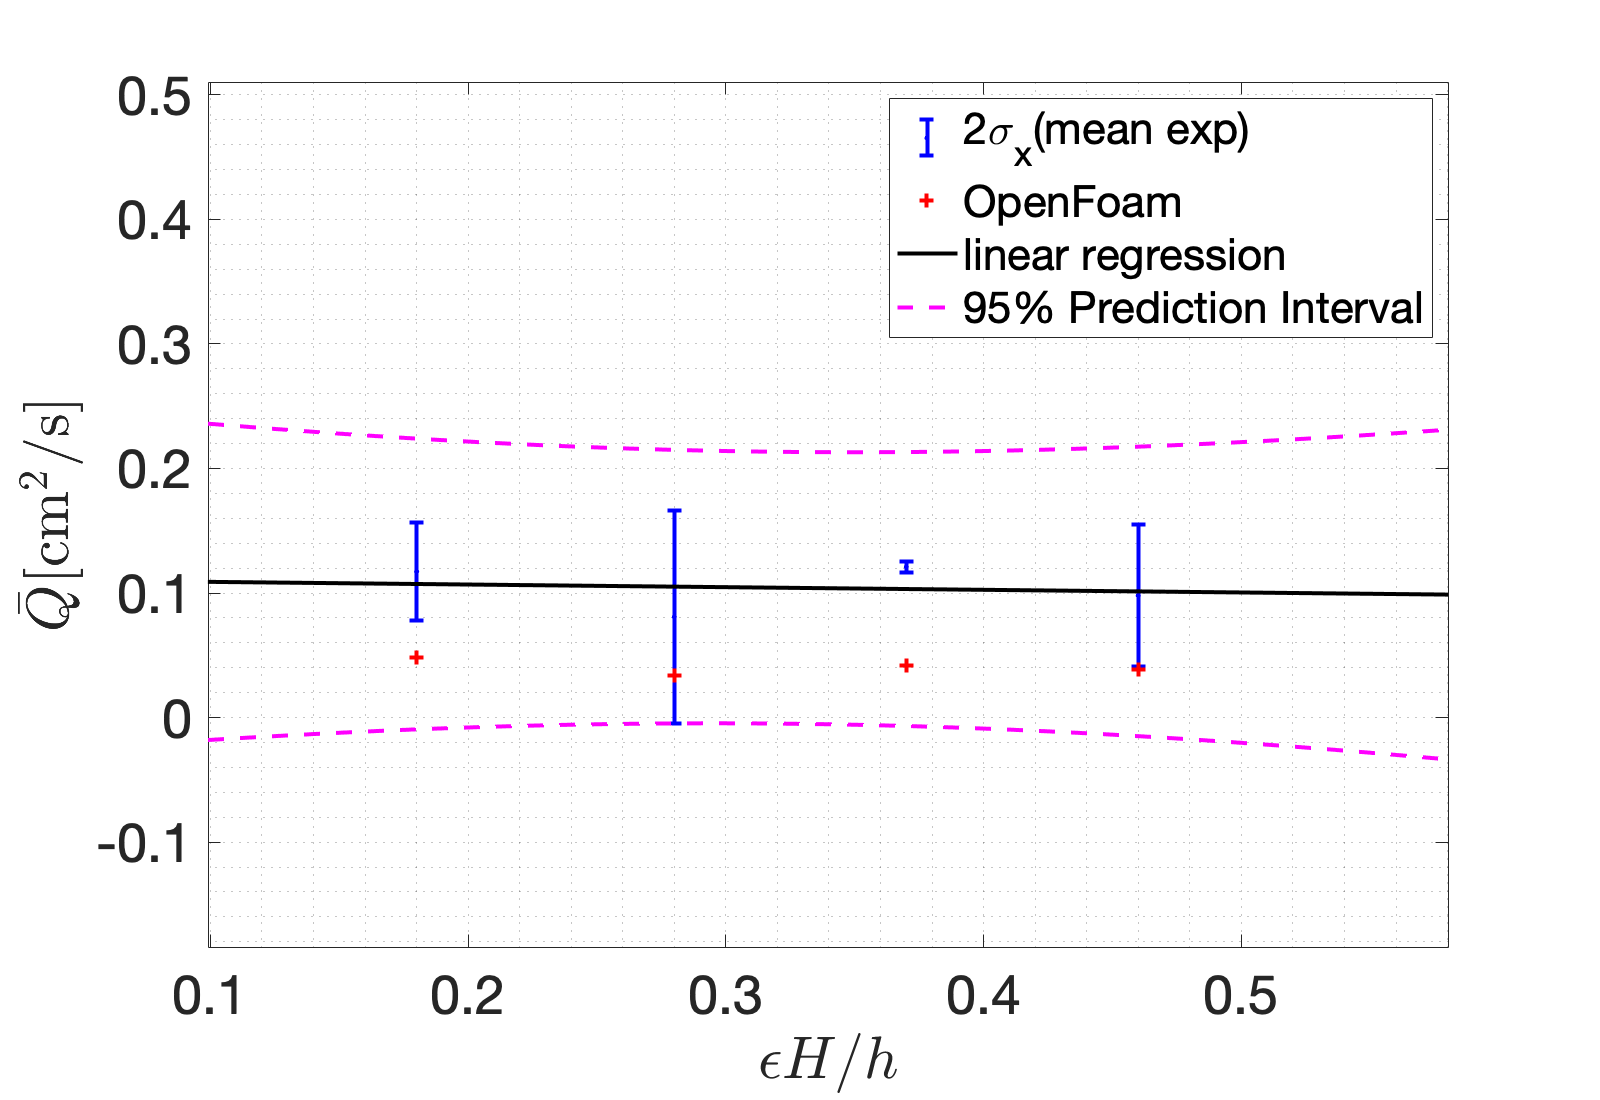 0.5
0.4
0.3
0.2
0.1
0
-0.1
Q̄[cm²/s]
2σₓ(mean exp)
OpenFoam
linear regression
95% Prediction Interval
0.1 0.2 0.3 0.4 0.5
ϵH/h